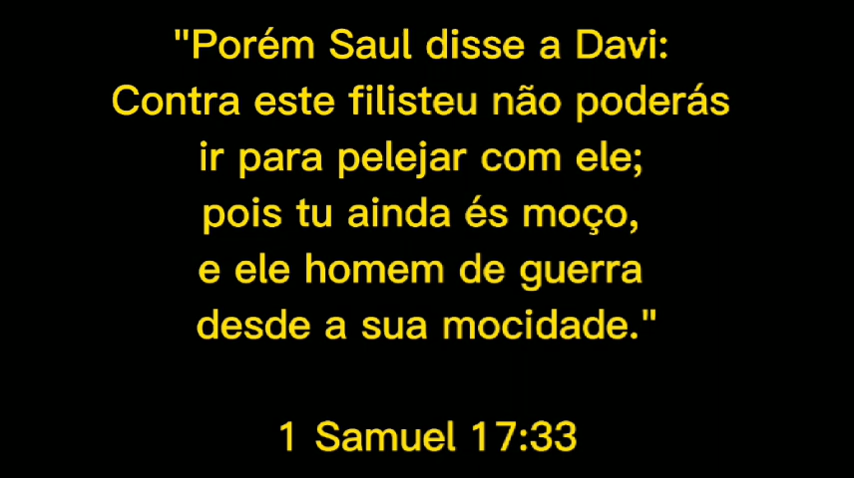 "Porém Saul disse a Davi:
Contra este filisteu não poderás
ir para pelejar com ele;
pois tu ainda és moço,
e ele homem de guerra
desde a sua mocidade."
1 Samuel 17:33